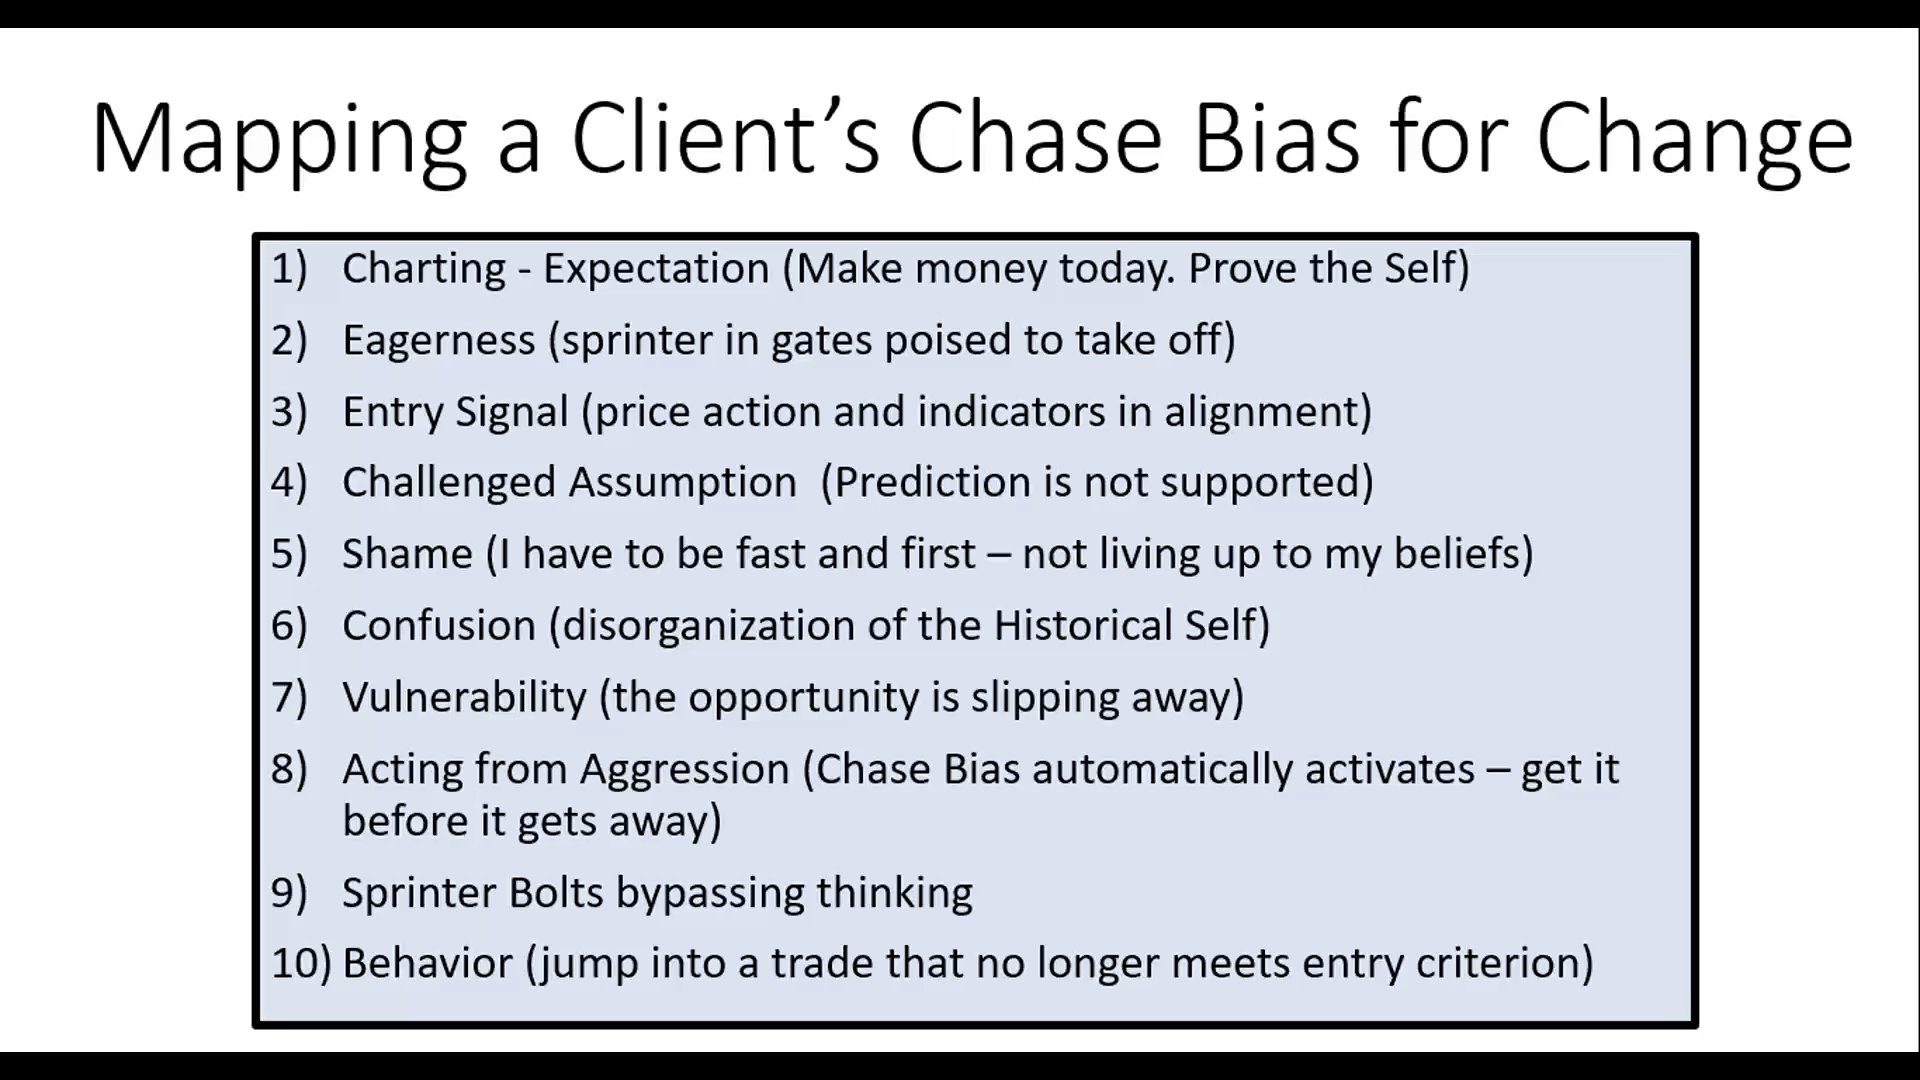 Mapping a Client’s Chase Bias for Change
1) Charting - Expectation (Make money today. Prove the Self)
2) Eagerness (sprinter in gates poised to take off)
3) Entry Signal (price action and indicators in alignment)
4) Challenged Assumption  (Prediction is not supported)
5) Shame (I have to be fast and first – not living up to my beliefs)
6) Confusion (disorganization of the Historical Self)
7) Vulnerability (the opportunity is slipping away)
8) Acting from Aggression (Chase Bias automatically activates – get it
before it gets away)
9) Sprinter Bolts bypassing thinking
10) Behavior (jump into a trade that no longer meets entry criterion)